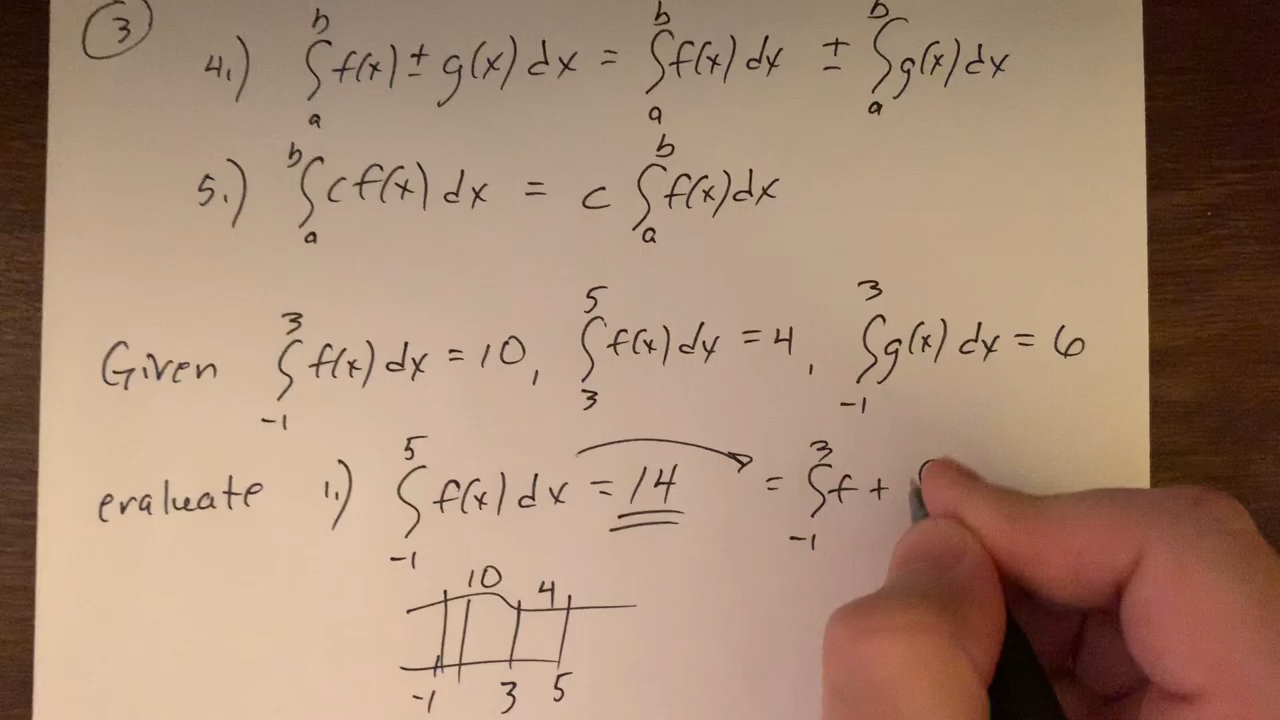 ③
4.) ∫_a^b f(x) ± g(x) dx = ∫_a^b f(x) dx ± ∫_a^b g(x) dx
5.) ∫_a^b c f(x) dx = c ∫_a^b f(x) dx
Given ∫_{-1}^3 f(x) dx = 10, ∫_3^5 f(x) dx = 4, ∫_{-1}^3 g(x) dx = 6
evaluate 1.) ∫_{-1}^5 f(x) dx = 14 = ∫_{-1}^3 f +
10 4
-1 3 5